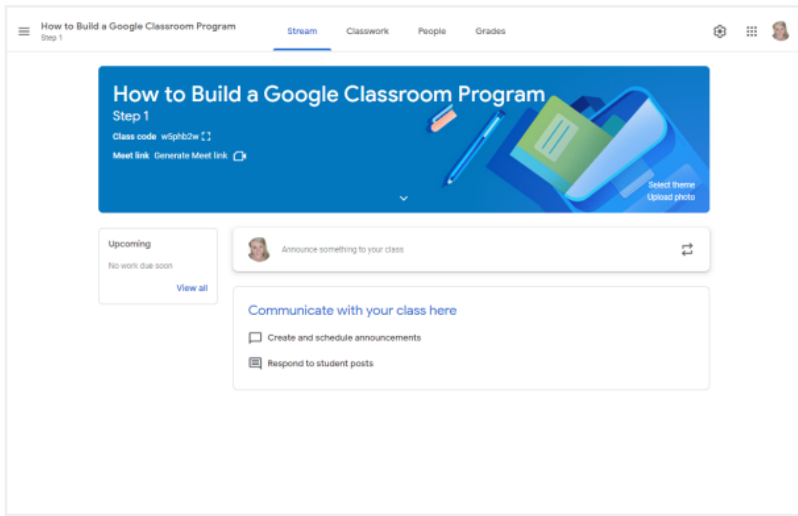 How to Build a Google Classroom Program
Step 1
Stream Classwork People Grades
How to Build a Google Classroom Program
Step 1
Class code w5phb2w
Meet link Generate Meet link
Select theme
Upload photo
Upcoming
No work due soon
View all
Announce something to your class
Communicate with your class here
Create and schedule announcements
Respond to student posts